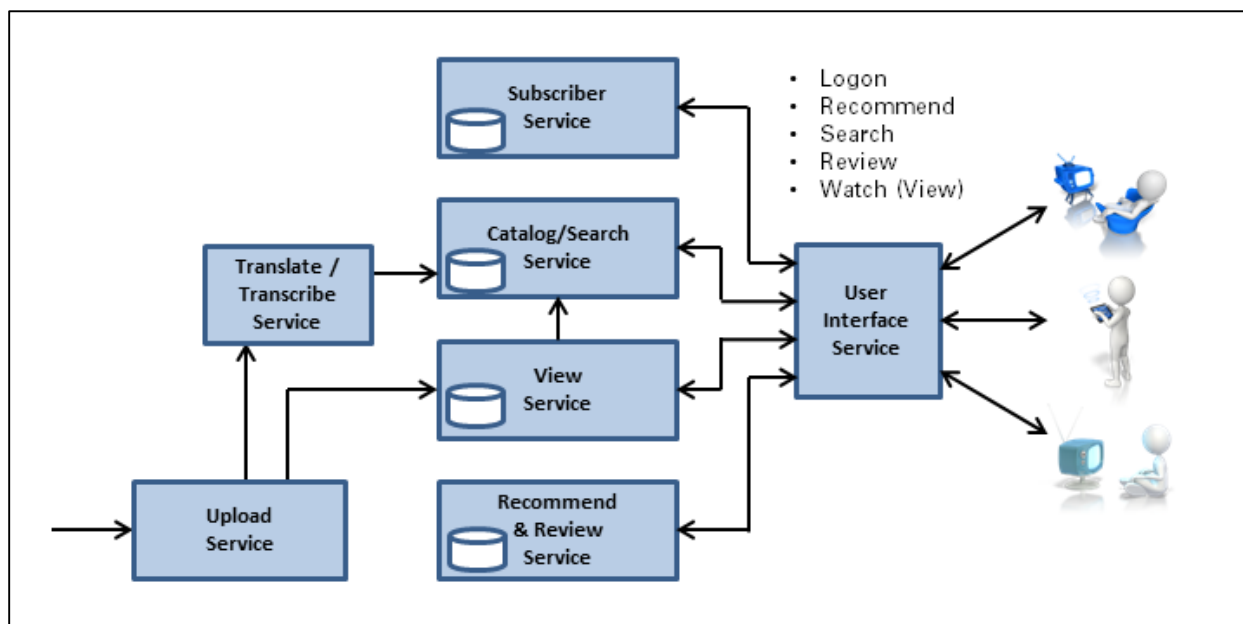 Subscriber
Service
• Logon
• Recommend
• Search
• Review
• Watch (View)
Catalog/Search
Service
Translate /
Transcribe
Service
User
Interface
Service
View
Service
Upload
Service
Recommend
& Review
Service